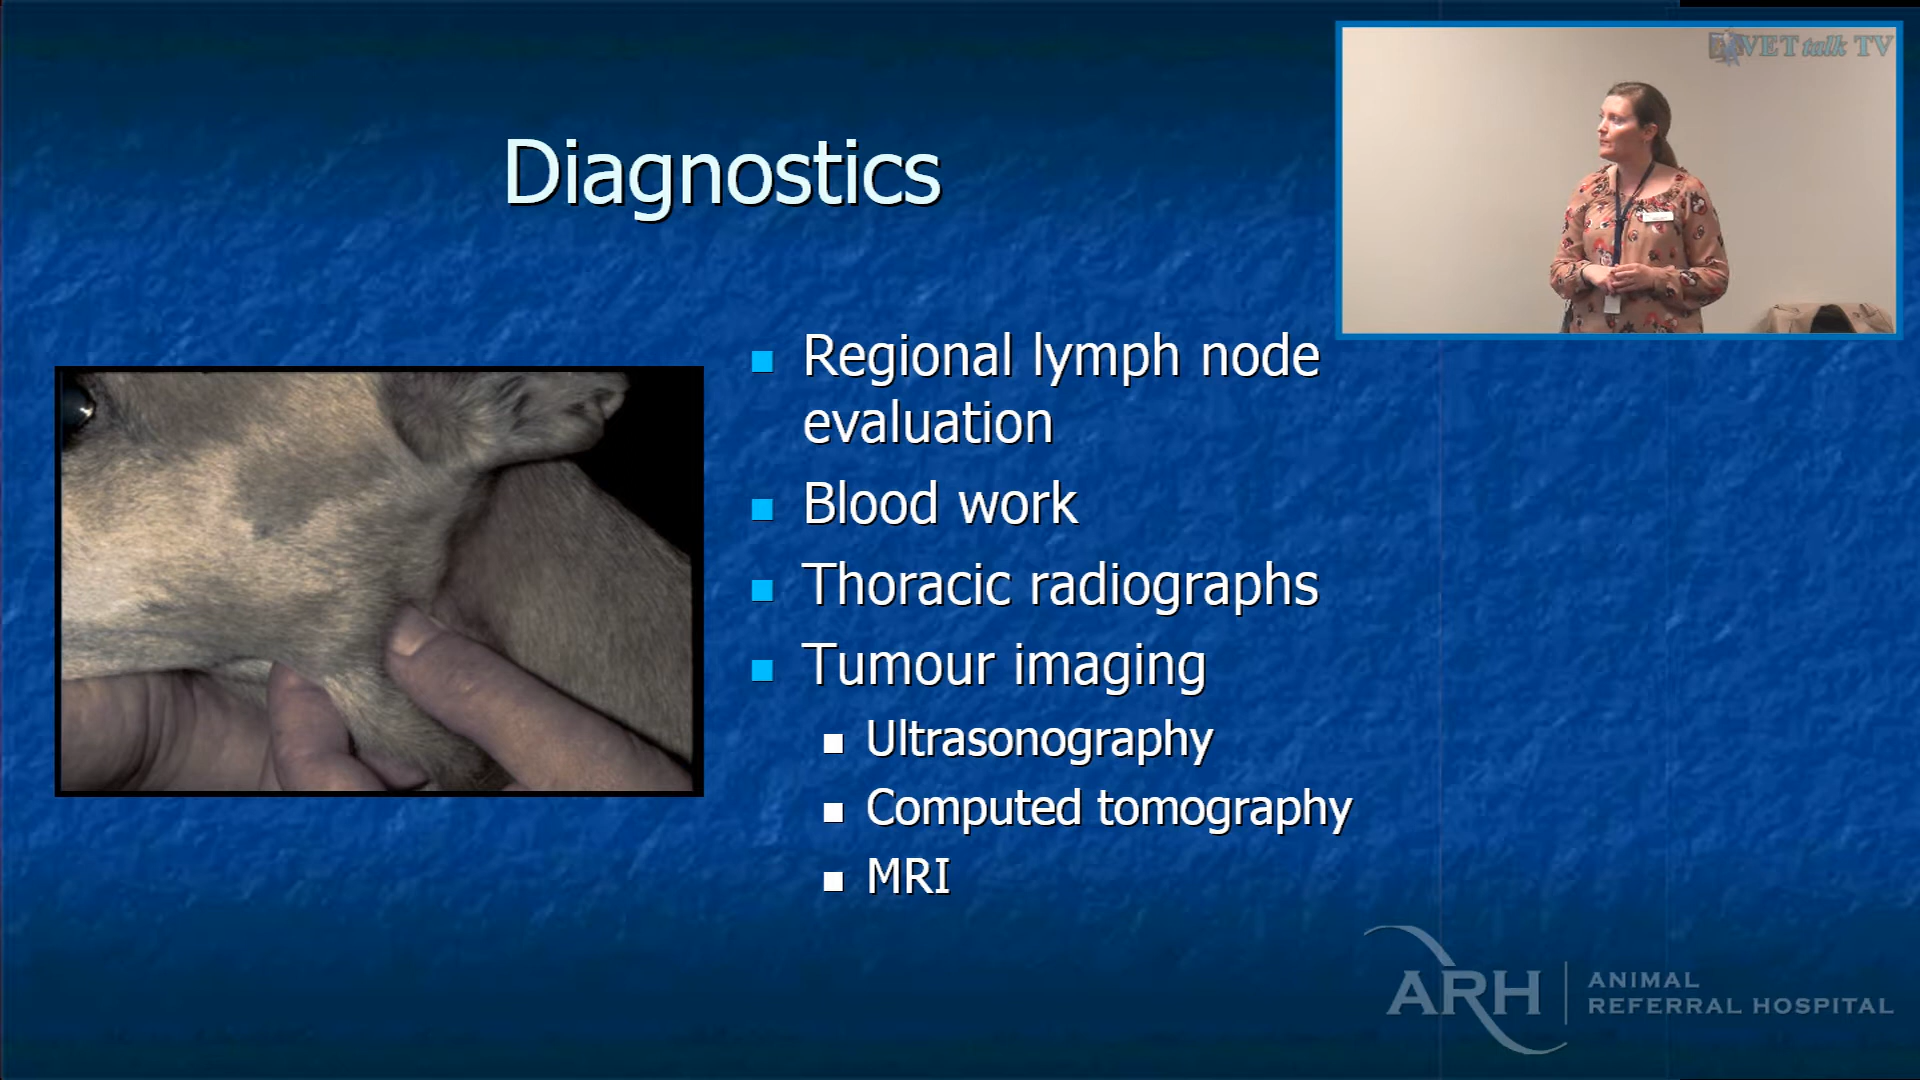 VET talk TV
Diagnostics
Regional lymph node
evaluation
Blood work
Thoracic radiographs
Tumour imaging
Ultrasonography
Computed tomography
MRI
ARH
ANIMAL
REFERRAL HOSPITAL